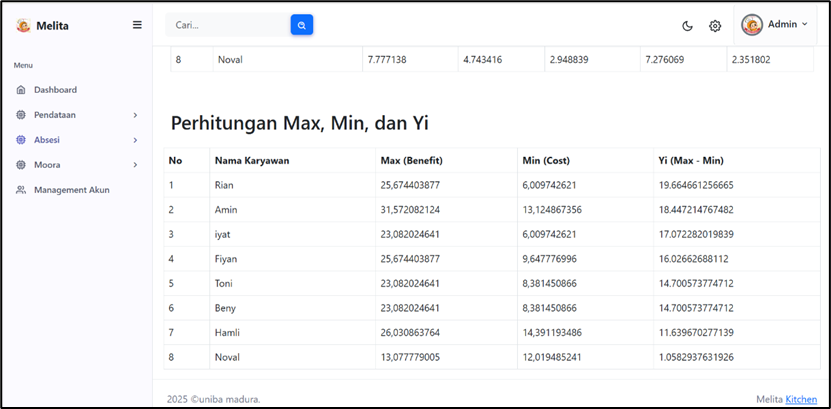 Melita
Cari...
Admin
Menu
Dashboard
Pendataan
Absesi
Moora
Management Akun
8 Noval 7.777138 4.743416 2.948839 7.276069 2.351802
Perhitungan Max, Min, dan Yi
No Nama Karyawan Max (Benefit) Min (Cost) Yi (Max - Min)
1 Rian 25,674403877 6,009742621 19.664661256665
2 Amin 31,572082124 13,124867356 18.447214767482
3 iyat 23,082024641 6,009742621 17.072282019839
4 Fiyan 25,674403877 9,647776996 16.02662688112
5 Toni 23,082024641 8,381450866 14.700573774712
6 Beny 23,082024641 8,381450866 14.700573774712
7 Hamli 26,030863764 14,391193486 11.639670277139
8 Noval 13,077779005 12,019485241 1.0582937631926
2025 ©uniba madura.
Melita Kitchen